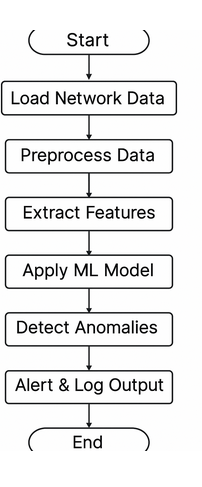 Start
Load Network Data
Preprocess Data
Extract Features
Apply ML Model
Detect Anomalies
Alert & Log Output
End